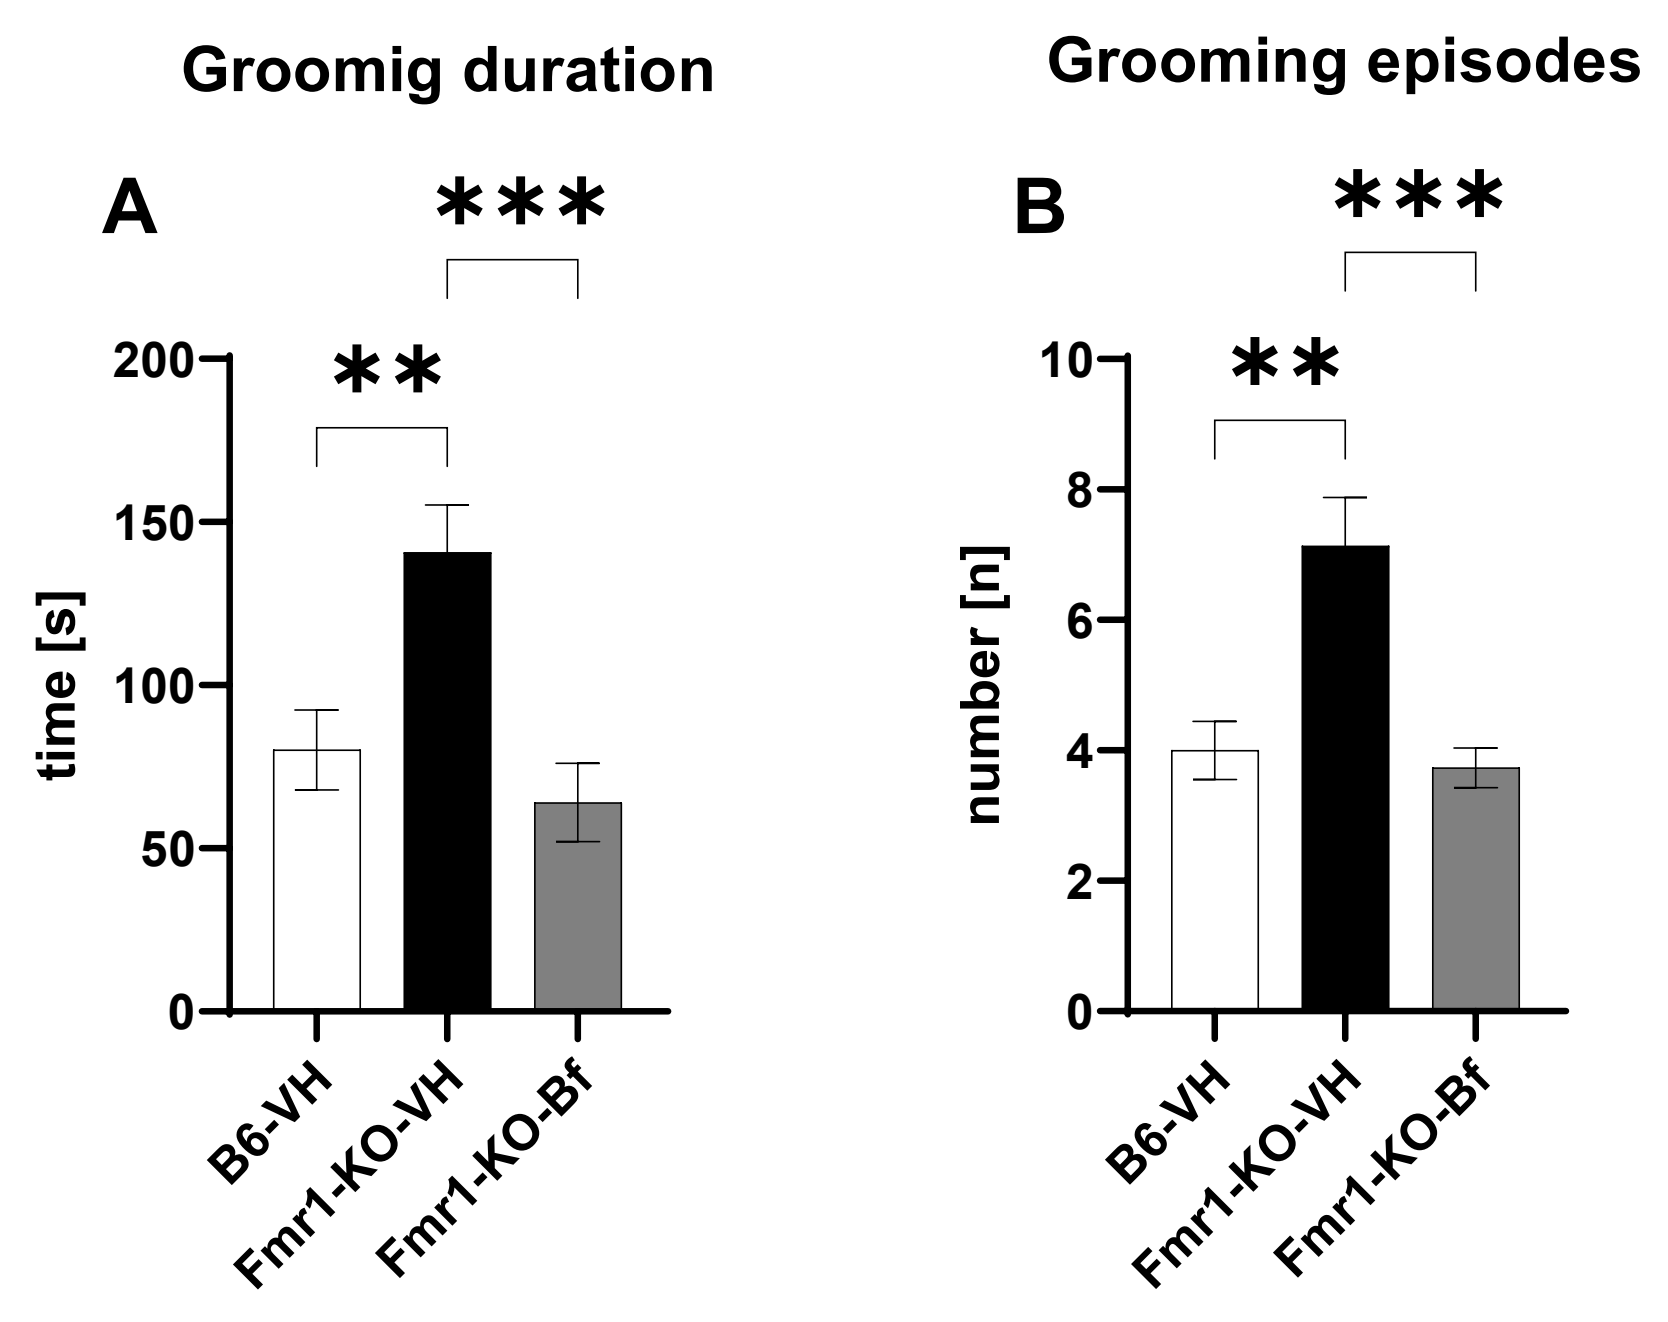 Groomig duration
A
***
**
200
150
100
50
0
time [s]
B6-VH
Fmr1-KO-VH
Fmr1-KO-Bf
Grooming episodes
B
***
**
10
8
6
4
2
0
number [n]
B6-VH
Fmr1-KO-VH
Fmr1-KO-Bf